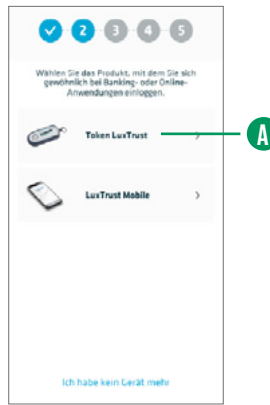 2 3 4 5
Wählen Sie das Produkt, mit dem Sie sich
gewöhnlich bei Banking- oder Online-
Anwendungen einloggen.
Token LuxTrust
A
LuxTrust Mobile
Ich habe kein Gerät mehr